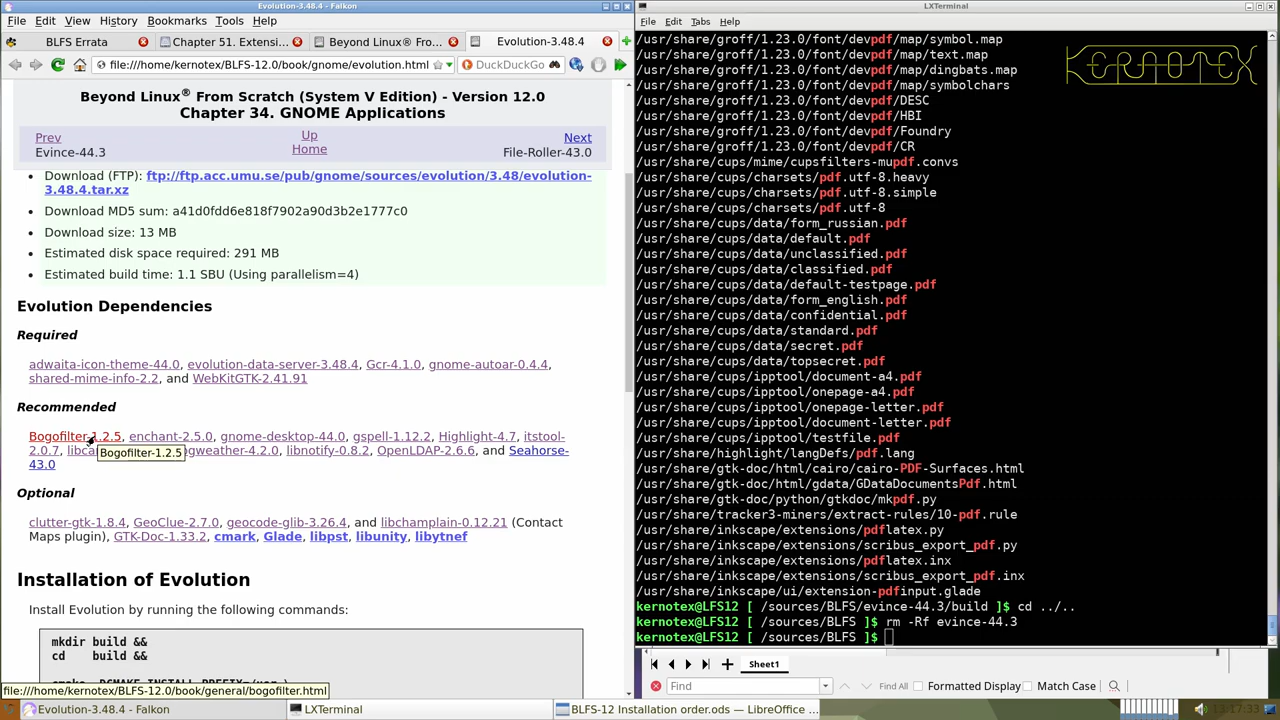 Evolution-3.48.4 - Falkon
File Edit View History Bookmarks Tools Help
BLFS Errata
Chapter 51. Extensi...
Beyond Linux® Fro...
Evolution-3.48.4
file:///home/kernotex/BLFS-12.0/book/gnome/evolution.html
DuckDuckGo
Beyond Linux® From Scratch (System V Edition) - Version 12.0
Chapter 34. GNOME Applications
Prev Up Next
Evince-44.3 Home File-Roller-43.0
Download (FTP): ftp://ftp.acc.umu.se/pub/gnome/sources/evolution/3.48/evolution-
3.48.4.tar.xz
Download MD5 sum: a41d0fdd6e818f7902a90d3b2e1777c0
Download size: 13 MB
Estimated disk space required: 291 MB
Estimated build time: 1.1 SBU (Using parallelism=4)
Evolution Dependencies
Required
adwaita-icon-theme-44.0, evolution-data-server-3.48.4, Gcr-4.1.0, gnome-autoar-0.4.4,
shared-mime-info-2.2, and WebKitGTK-2.41.91
Recommended
Bogofilter-1.2.5, enchant-2.5.0, gnome-desktop-44.0, gspell-1.12.2, Highlight-4.7, itstool-
2.0.7, libca gweather-4.2.0, libnotify-0.8.2, OpenLDAP-2.6.6, and Seahorse-
43.0
Bogofilter-1.2.5
Optional
clutter-gtk-1.8.4, GeoClue-2.7.0, geocode-glib-3.26.4, and libchamplain-0.12.21 (Contact
Maps plugin), GTK-Doc-1.33.2, cmark, Glade, libpst, libunity, libytnef
Installation of Evolution
Install Evolution by running the following commands:
mkdir build &&
cd    build &&
file:///home/kernotex/BLFS-12.0/book/general/bogofilter.html
LXTerminal
File Edit Tabs Help
KERNOTEX
/usr/share/groff/1.23.0/font/devpdf/map/symbol.map
/usr/share/groff/1.23.0/font/devpdf/map/text.map
/usr/share/groff/1.23.0/font/devpdf/map/dingbats.map
/usr/share/groff/1.23.0/font/devpdf/map/symbolchars
/usr/share/groff/1.23.0/font/devpdf/DESC
/usr/share/groff/1.23.0/font/devpdf/HBI
/usr/share/groff/1.23.0/font/devpdf/Foundry
/usr/share/groff/1.23.0/font/devpdf/CR
/usr/share/cups/mime/cupsfilters-mupdf.convs
/usr/share/cups/charsets/pdf.utf-8.heavy
/usr/share/cups/charsets/pdf.utf-8.simple
/usr/share/cups/charsets/pdf.utf-8
/usr/share/cups/data/form_russian.pdf
/usr/share/cups/data/default.pdf
/usr/share/cups/data/unclassified.pdf
/usr/share/cups/data/classified.pdf
/usr/share/cups/data/default-testpage.pdf
/usr/share/cups/data/form_english.pdf
/usr/share/cups/data/confidential.pdf
/usr/share/cups/data/standard.pdf
/usr/share/cups/data/secret.pdf
/usr/share/cups/data/topsecret.pdf
/usr/share/cups/ipptool/document-a4.pdf
/usr/share/cups/ipptool/onepage-a4.pdf
/usr/share/cups/ipptool/onepage-letter.pdf
/usr/share/cups/ipptool/document-letter.pdf
/usr/share/cups/ipptool/testfile.pdf
/usr/share/highlight/langDefs/pdf.lang
/usr/share/gtk-doc/html/cairo/cairo-PDF-Surfaces.html
/usr/share/gtk-doc/html/gdata/GDataDocumentsPdf.html
/usr/share/gtk-doc/python/gtkdoc/mkpdf.py
/usr/share/tracker3-miners/extract-rules/10-pdf.rule
/usr/share/inkscape/extensions/pdflatex.py
/usr/share/inkscape/extensions/scribus_export_pdf.py
/usr/share/inkscape/extensions/pdflatex.inx
/usr/share/inkscape/extensions/scribus_export_pdf.inx
/usr/share/inkscape/ui/extension-pdfinput.glade
kernotex@LFS12 [ /sources/BLFS/evince-44.3/build ]$ cd ../..
kernotex@LFS12 [ /sources/BLFS ]$ rm -Rf evince-44.3
kernotex@LFS12 [ /sources/BLFS ]$
Sheet1
Find Find All Formatted Display Match Case
Evolution-3.48.4 - Falkon LXTerminal BLFS-12 Installation order.ods — LibreOffice ... 13:17:33